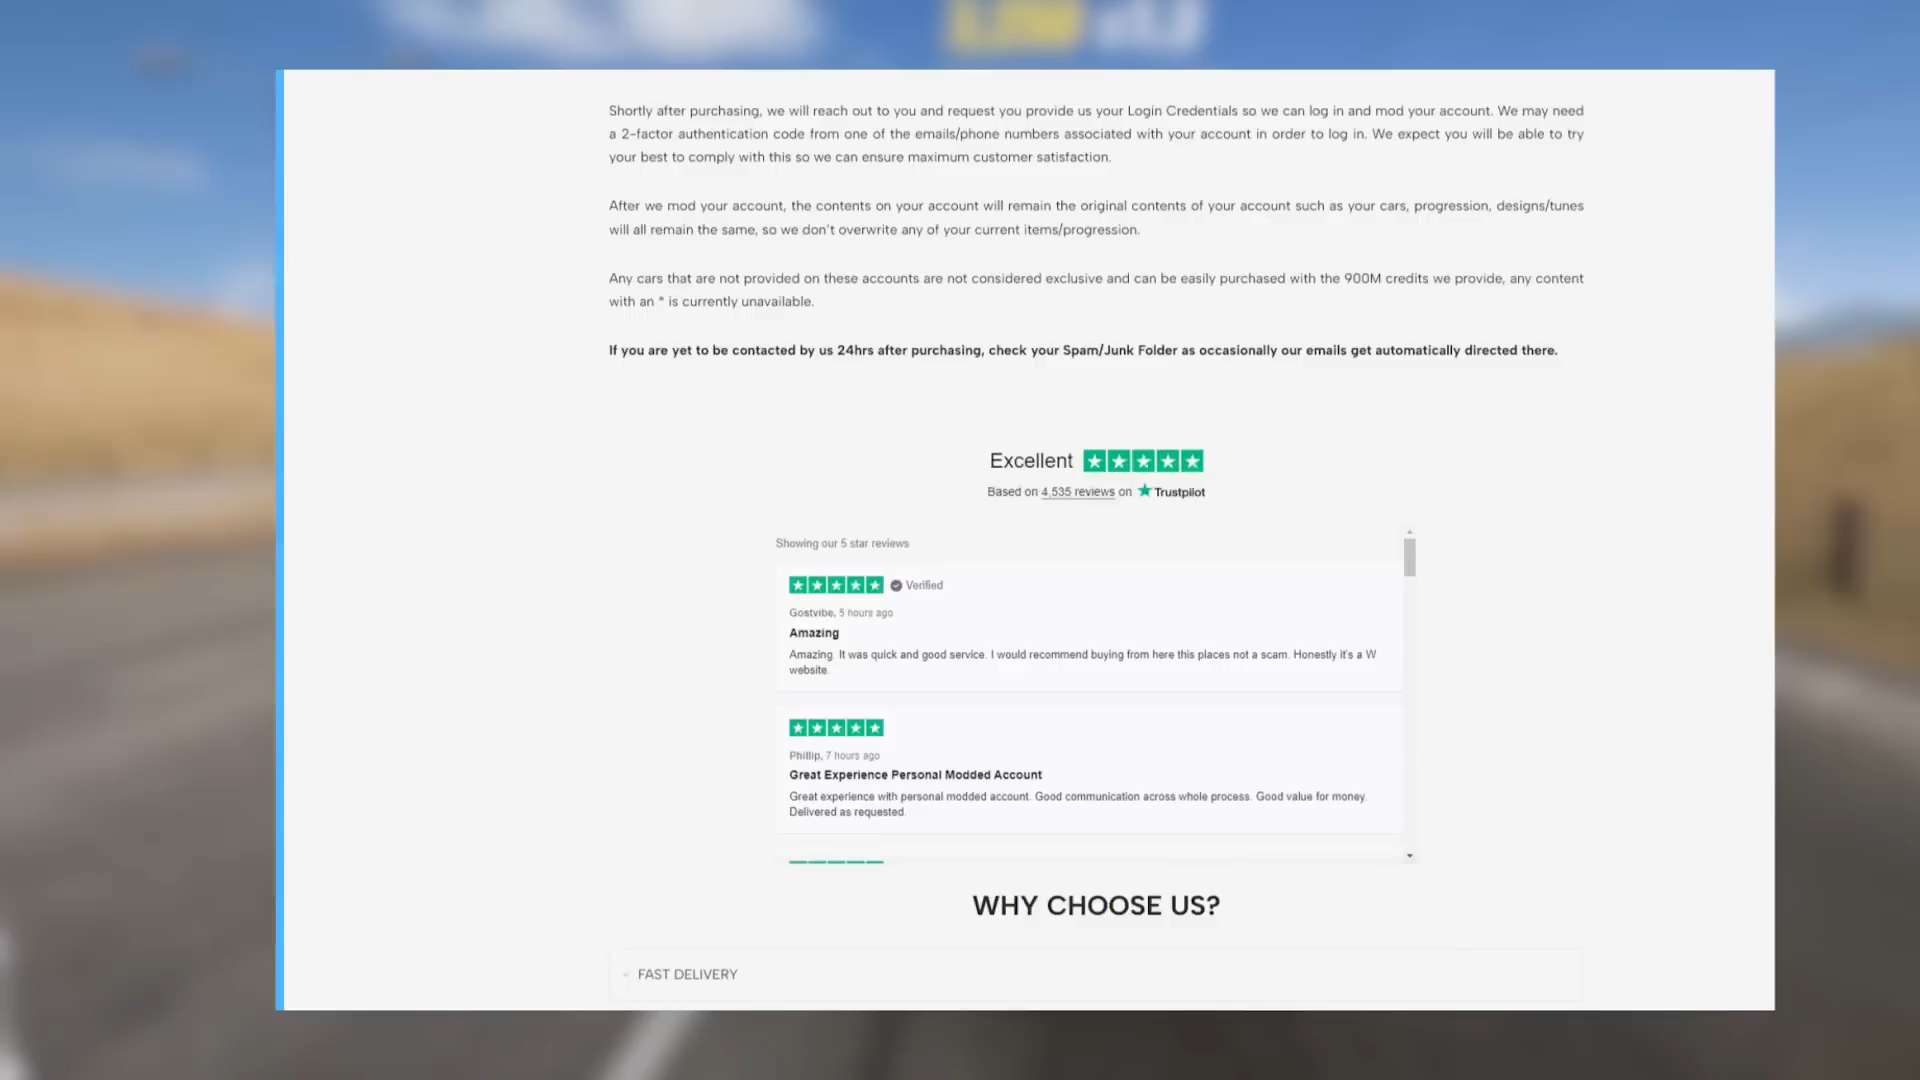 Shortly after purchasing, we will reach out to you and request you provide us your Login Credentials so we can log in and mod your account. We may need
a 2-factor authentication code from one of the emails/phone numbers associated with your account in order to log in. We expect you will be able to try
your best to comply with this so we can ensure maximum customer satisfaction.
After we mod your account, the contents on your account will remain the original contents of your account such as your cars, progression, designs/tunes
will all remain the same, so we don't overwrite any of your current items/progression.
Any cars that are not provided on these accounts are not considered exclusive and can be easily purchased with the 900M credits we provide, any content
with an * is currently unavailable.
If you are yet to be contacted by us 24hrs after purchasing, check your Spam/Junk Folder as occasionally our emails get automatically directed there.
Excellent
Based on 4,535 reviews on Trustpilot
Showing our 5 star reviews
Verified
Gostvibe, 5 hours ago
Amazing
Amazing. It was quick and good service. I would recommend buying from here this places not a scam. Honestly it's a W
website.
Phillip, 7 hours ago
Great Experience Personal Modded Account
Great experience with personal modded account. Good communication across whole process. Good value for money.
Delivered as requested.
WHY CHOOSE US?
FAST DELIVERY